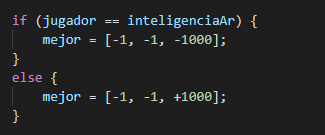 if (jugador == inteligenciaAr) {
    mejor = [-1, -1, -1000];
}
else {
    mejor = [-1, -1, +1000];
}